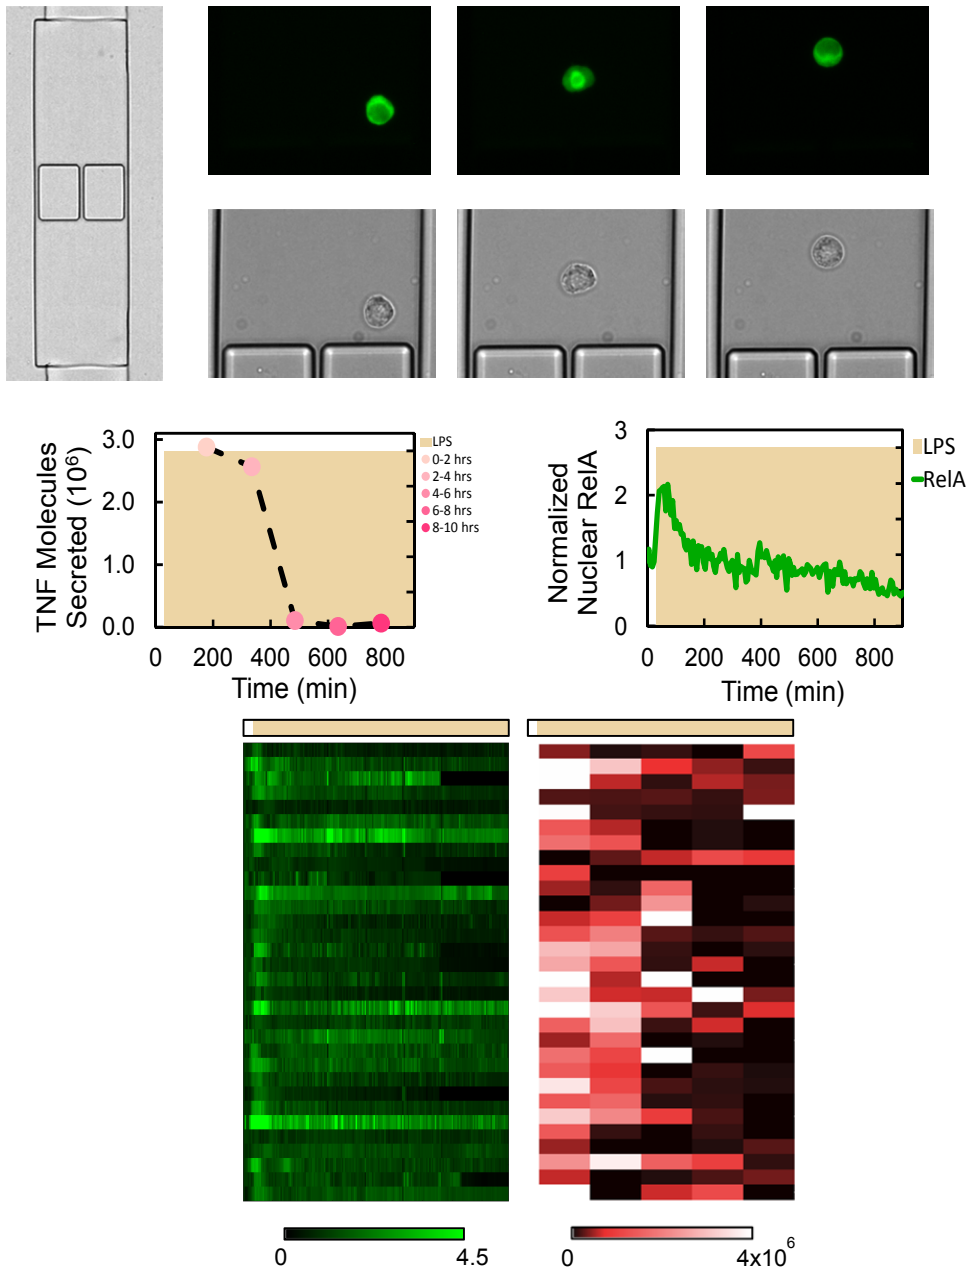 TNF Molecules
Secreted (10⁶)
3.0
2.0
1.0
0.0
0 200 400 600 800
Time (min)
LPS
0-2 hrs
2-4 hrs
4-6 hrs
6-8 hrs
8-10 hrs
Normalized
Nuclear RelA
3
2
1
0
0 200 400 600 800
Time (min)
LPS
RelA
0 4.5
0 4x10⁶